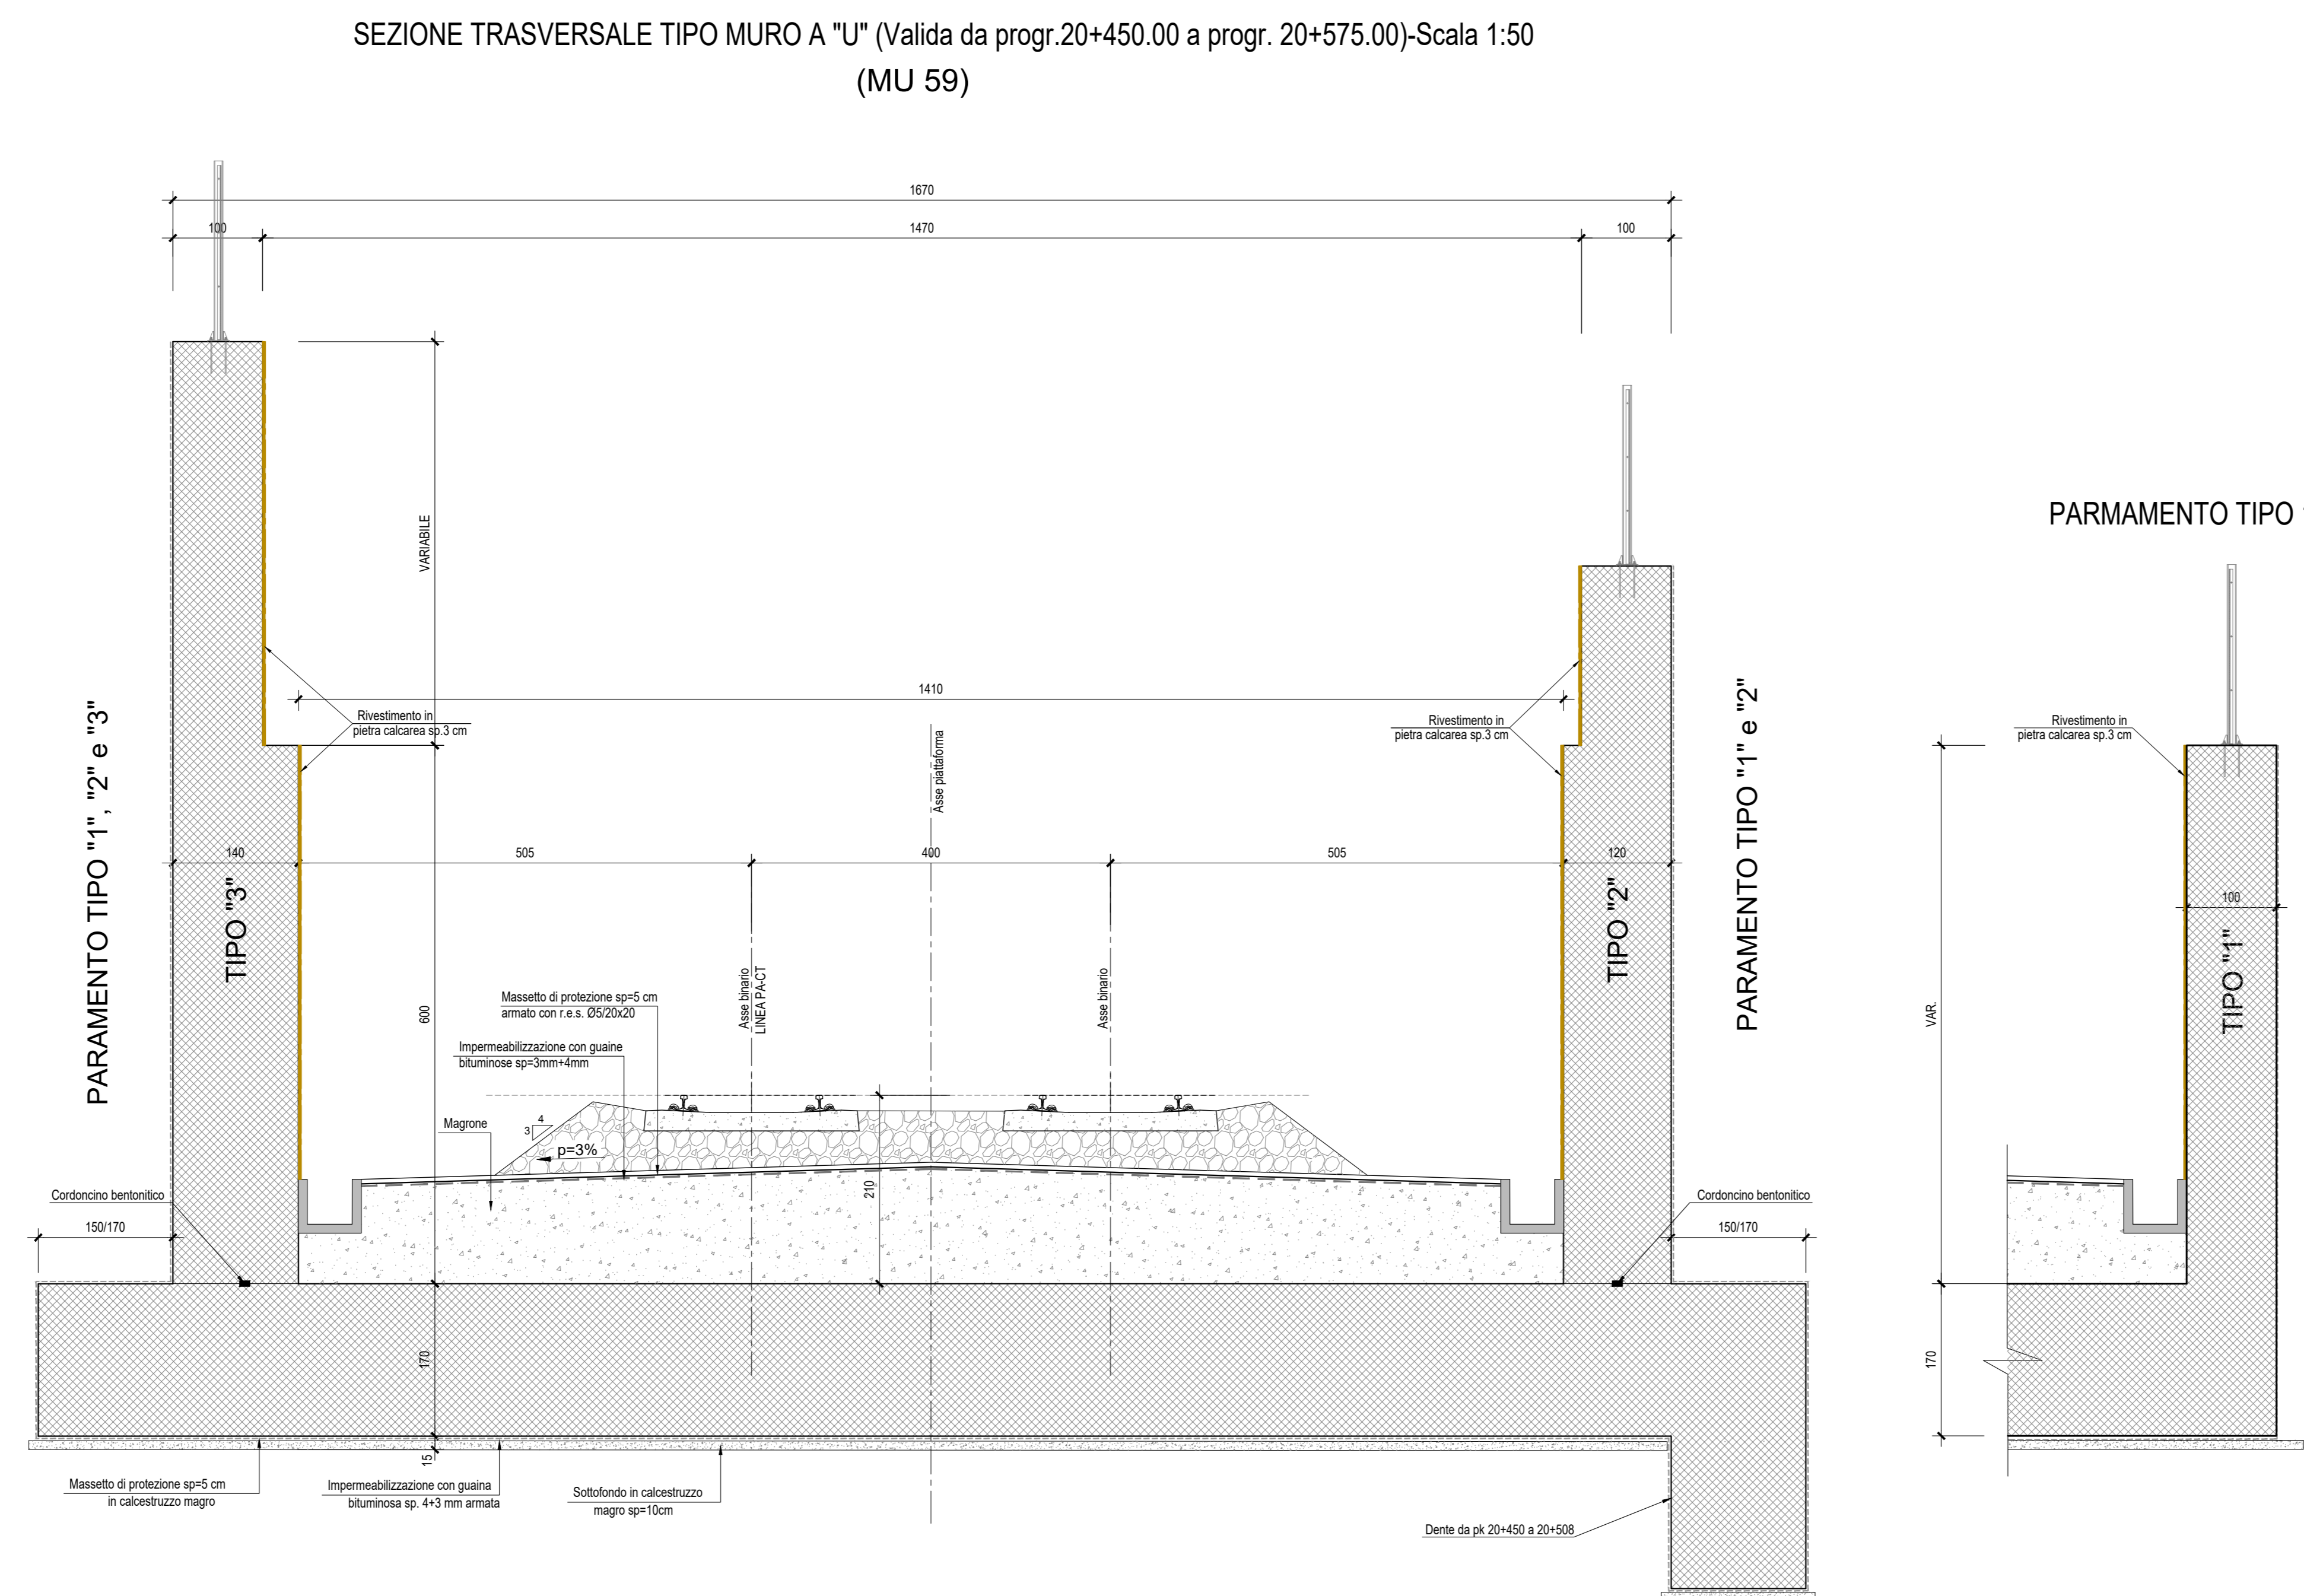 SEZIONE TRASVERSALE TIPO MURO A "U" (Valida da progr.20+450.00 a progr. 20+575.00)-Scala 1:50
(MU 59)
1670
100
1470
100
VARIABILE
PARMAMENTO TIPO
1410
Rivestimento in
pietra calcarea sp.3 cm
Rivestimento in
pietra calcarea sp.3 cm
Rivestimento in
pietra calcarea sp.3 cm
Asse piattaforma
PARAMENTO TIPO "1", "2" e "3"
PARAMENTO TIPO "1" e "2"
140
505
400
505
120
TIPO "3"
TIPO "2"
100
TIPO "1"
600
VAR.
Asse binario
LINEA PA-CT
Asse binario
Massetto di protezione sp=5 cm
armato con r.e.s. Ø5/20x20
Impermeabilizzazione con guaine
bituminose sp=3mm+4mm
Magrone
4
3
p=3%
210
Cordoncino bentonitico
150/170
Cordoncino bentonitico
150/170
170
170
15
Massetto di protezione sp=5 cm
in calcestruzzo magro
Impermeabilizzazione con guaina
bituminosa sp. 4+3 mm armata
Sottofondo in calcestruzzo
magro sp=10cm
Dente da pk 20+450 a 20+508